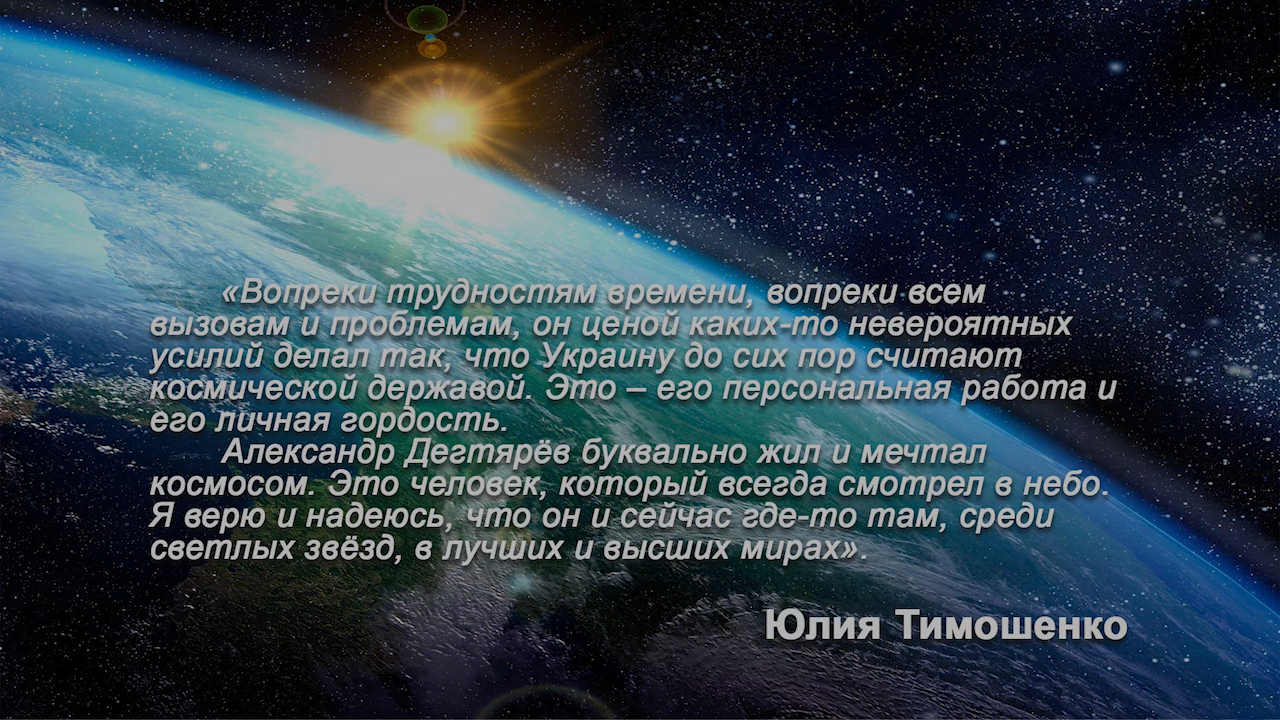 «Вопреки трудностям времени, вопреки всем
вызовам и проблемам, он ценой каких-то невероятных
усилий делал так, что Украину до сих пор считают
космической державой. Это – его персональная работа и
его личная гордость.
Александр Дегтярёв буквально жил и мечтал
космосом. Это человек, который всегда смотрел в небо.
Я верю и надеюсь, что он и сейчас где-то там, среди
светлых звёзд, в лучших и высших мирах».
Юлия Тимошенко